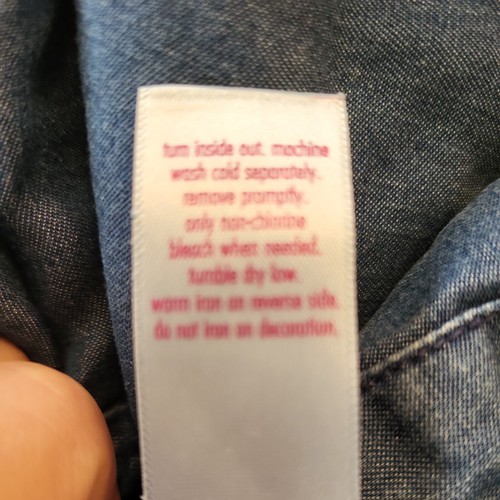 turn inside out. machine
wash cold separately.
remove promptly.
only non-chlorine
bleach when needed.
tumble dry low.
warm iron on reverse side.
do not iron on decoration.